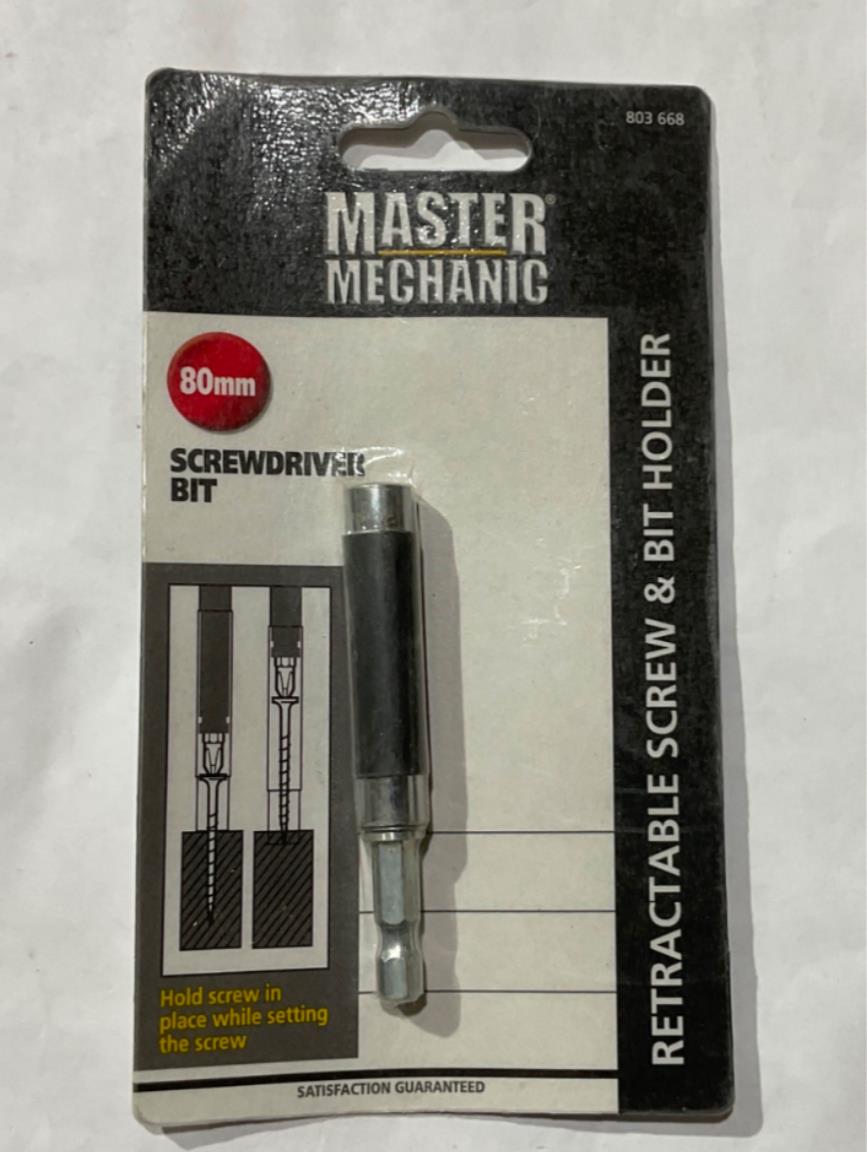 803 668
MASTER®
MECHANIC
80mm
SCREWDRIVER
BIT
RETRACTABLE SCREW & BIT HOLDER
Hold screw in
place while setting
the screw
SATISFACTION GUARANTEED